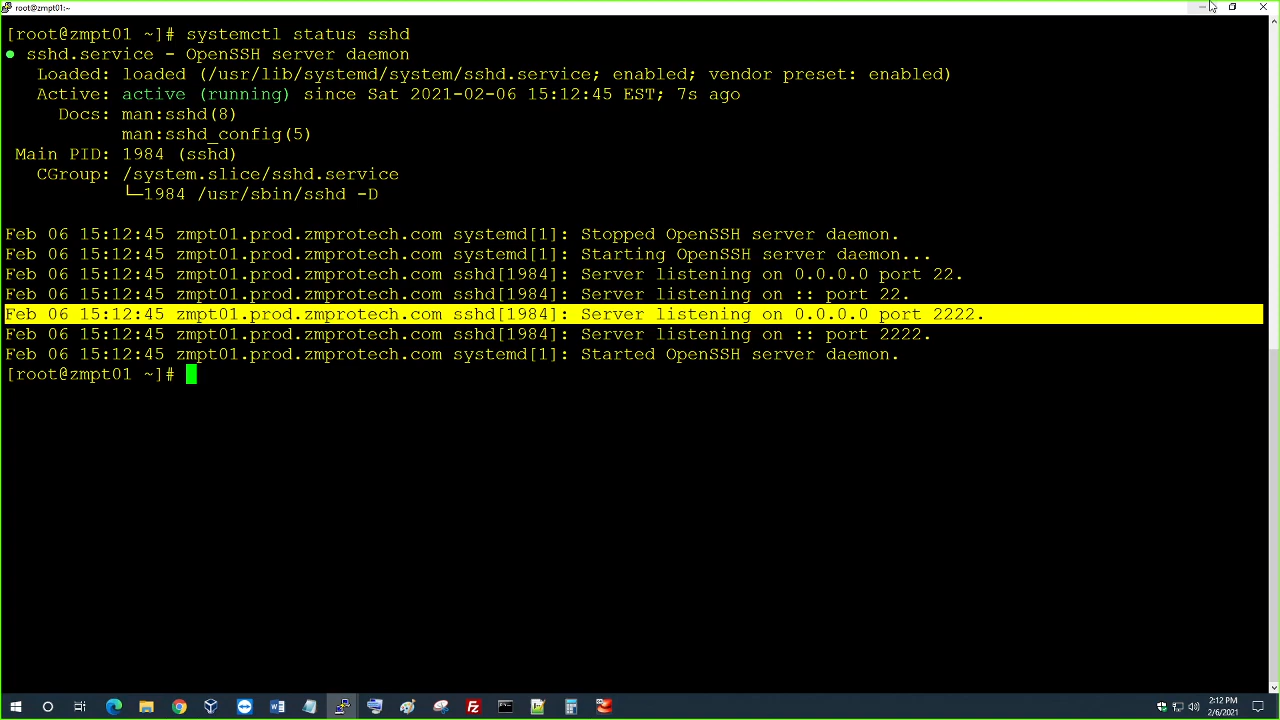 root@zmpt01:~
[root@zmpt01 ~]# systemctl status sshd
● sshd.service - OpenSSH server daemon
Loaded: loaded (/usr/lib/systemd/system/sshd.service; enabled; vendor preset: enabled)
Active: active (running) since Sat 2021-02-06 15:12:45 EST; 7s ago
Docs: man:sshd(8)
man:sshd_config(5)
Main PID: 1984 (sshd)
CGroup: /system.slice/sshd.service
└─1984 /usr/sbin/sshd -D
Feb 06 15:12:45 zmpt01.prod.zmprotech.com systemd[1]: Stopped OpenSSH server daemon.
Feb 06 15:12:45 zmpt01.prod.zmprotech.com systemd[1]: Starting OpenSSH server daemon...
Feb 06 15:12:45 zmpt01.prod.zmprotech.com sshd[1984]: Server listening on 0.0.0.0 port 22.
Feb 06 15:12:45 zmpt01.prod.zmprotech.com sshd[1984]: Server listening on :: port 22.
Feb 06 15:12:45 zmpt01.prod.zmprotech.com sshd[1984]: Server listening on 0.0.0.0 port 2222.
Feb 06 15:12:45 zmpt01.prod.zmprotech.com sshd[1984]: Server listening on :: port 2222.
Feb 06 15:12:45 zmpt01.prod.zmprotech.com systemd[1]: Started OpenSSH server daemon.
[root@zmpt01 ~]#
2:12 PM
2/6/2021